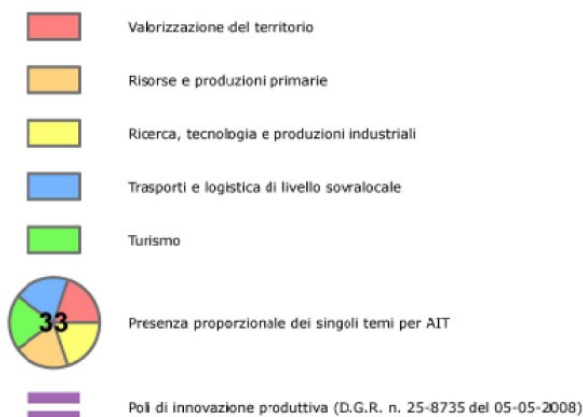 Valorizzazione del territorio
Risorse e produzioni primarie
Ricerca, tecnologia e produzioni industriali
Trasporti e logistica di livello sovralocale
Turismo
33
Presenza proporzionale dei singoli temi per AIT
Poli di innovazione produttiva (D.G.R. n. 25-8735 del 05-05-2008)